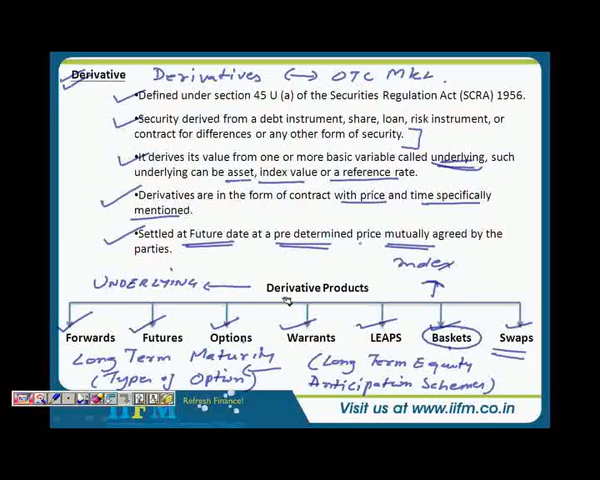 Derivative Derivatives ↔ OTC Mkt.
•Defined under section 45 U (a) of the Securities Regulation Act (SCRA) 1956.
•Security derived from a debt instrument, share, loan, risk instrument, or
contract for differences or any other form of security.
•It derives its value from one or more basic variable called underlying, such
underlying can be asset, index value or a reference rate.
•Derivatives are in the form of contract with price and time specifically
mentioned.
•Settled at Future date at a pre determined price mutually agreed by the
parties.
Index
UNDERLYING ← Derivative Products
Forwards Futures Options Warrants LEAPS Baskets Swaps
Long Term Maturity (Long Term Equity
(Types of Option) Anticipation Schemes)
IIFM Refresh Finance! Visit us at www.iifm.co.in